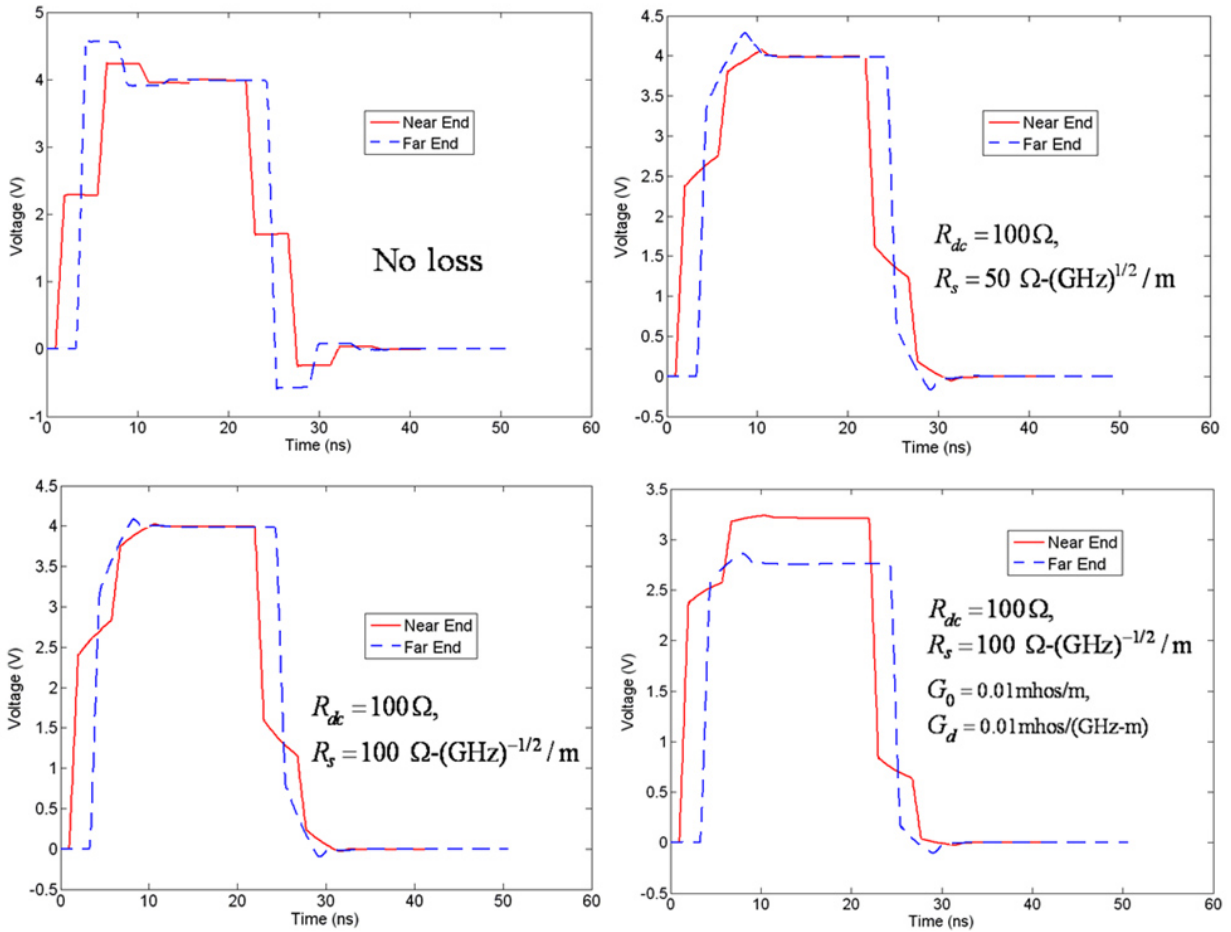 5
4
3
2
1
0
-1
0 10 20 30 40 50 60
Voltage (V)
Time (ns)
Near End
Far End
No loss
4.5
4
3.5
3
2.5
2
1.5
1
0.5
0
-0.5
0 10 20 30 40 50 60
Voltage (V)
Time (ns)
Near End
Far End
R_dc = 100 Ω,
R_s = 50 Ω-(GHz)^1/2 / m
4.5
4
3.5
3
2.5
2
1.5
1
0.5
0
-0.5
0 10 20 30 40 50 60
Voltage (V)
Time (ns)
Near End
Far End
R_dc = 100 Ω,
R_s = 100 Ω-(GHz)^-1/2 / m
3.5
3
2.5
2
1.5
1
0.5
0
-0.5
0 10 20 30 40 50 60
Voltage (V)
Time (ns)
Near End
Far End
R_dc = 100 Ω,
R_s = 100 Ω-(GHz)^-1/2 / m
G_0 = 0.01 mhos/m,
G_d = 0.01 mhos/(GHz-m)